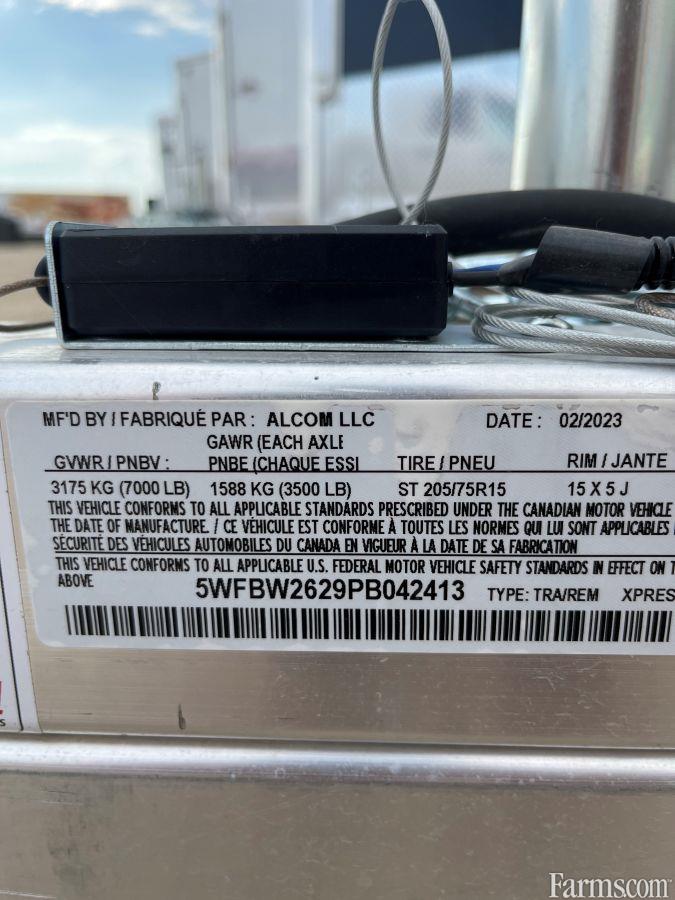 MF'D BY / FABRIQUÉ PAR : ALCOM LLC DATE : 02/2023
GAWR (EACH AXLE
GVWR / PNBV : PNBE (CHAQUE ESSI TIRE / PNEU RIM / JANTE
3175 KG (7000 LB) 1588 KG (3500 LB) ST 205/75R15 15 X 5 J
THIS VEHICLE CONFORMS TO ALL APPLICABLE STANDARDS PRESCRIBED UNDER THE CANADIAN MOTOR VEHICLE
THE DATE OF MANUFACTURE. / CE VÉHICULE EST CONFORME À TOUTES LES NORMES QUI LUI SONT APPLICABLES
SÉCURITÉ DES VÉHICULES AUTOMOBILES DU CANADA EN VIGUEUR À LA DATE DE SA FABRICATION
THIS VEHICLE CONFORMS TO ALL APPLICABLE U.S. FEDERAL MOTOR VEHICLE SAFETY STANDARDS IN EFFECT ON T
ABOVE 5WFBW2629PB042413 TYPE: TRA/REM XPRES
Farms.com